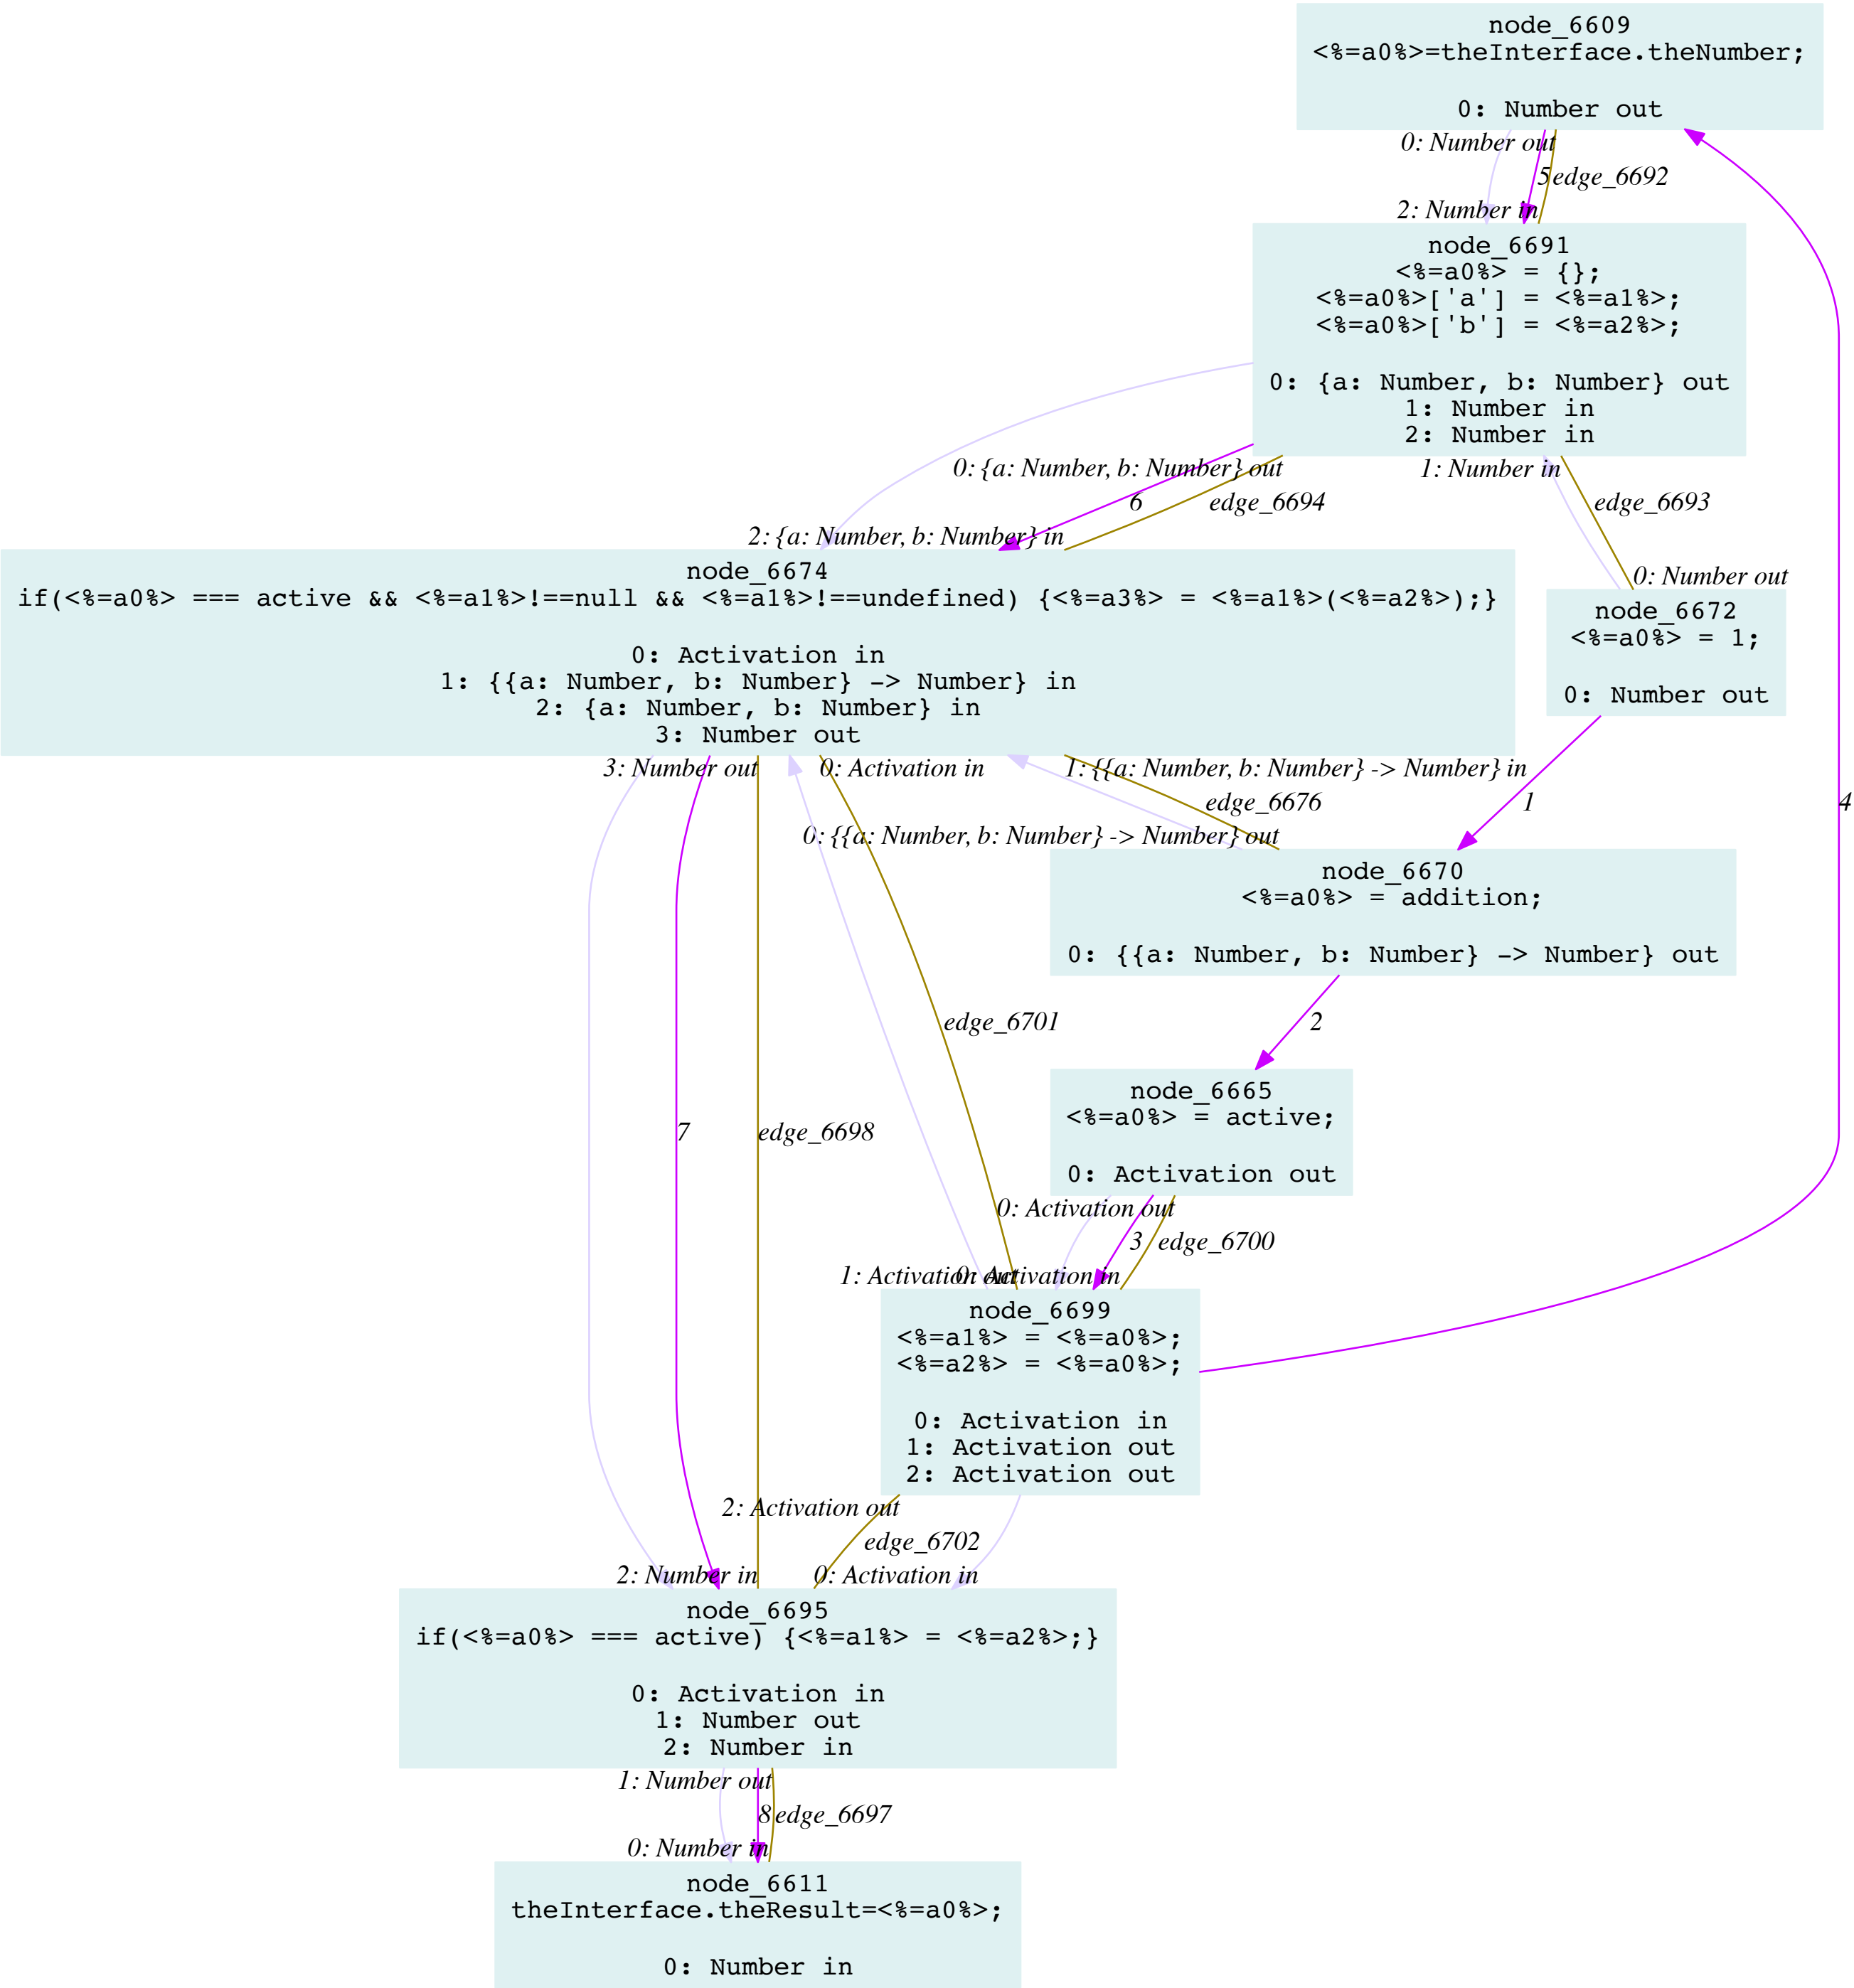 node_6609
<%=a0%>=theInterface.theNumber;
0: Number out
0: Number out
5
edge_6692
2: Number in
node_6691
<%=a0%> = {};
<%=a0%>['a'] = <%=a1%>;
<%=a0%>['b'] = <%=a2%>;
0: {a: Number, b: Number} out
1: Number in
2: Number in
0: {a: Number, b: Number} out
1: Number in
6
edge_6694
edge_6693
2: {a: Number, b: Number} in
0: Number out
node_6674
if(<%=a0%> === active && <%=a1%>!==null && <%=a1%>!==undefined) {<%=a3%> = <%=a1%>(<%=a2%>);}
0: Activation in
1: {{a: Number, b: Number} -> Number} in
2: {a: Number, b: Number} in
3: Number out
node_6672
<%=a0%> = 1;
0: Number out
3: Number out
0: Activation in
1: {{a: Number, b: Number} -> Number} in
edge_6676
1
4
0: {{a: Number, b: Number} -> Number} out
node_6670
<%=a0%> = addition;
0: {{a: Number, b: Number} -> Number} out
edge_6701
2
node_6665
<%=a0%> = active;
0: Activation out
7
edge_6698
0: Activation out
3
edge_6700
1: Activation out
0: Activation in
node_6699
<%=a1%> = <%=a0%>;
<%=a2%> = <%=a0%>;
0: Activation in
1: Activation out
2: Activation out
2: Activation out
edge_6702
2: Number in
0: Activation in
node_6695
if(<%=a0%> === active) {<%=a1%> = <%=a2%>;}
0: Activation in
1: Number out
2: Number in
1: Number out
8
edge_6697
0: Number in
node_6611
theInterface.theResult=<%=a0%>;
0: Number in